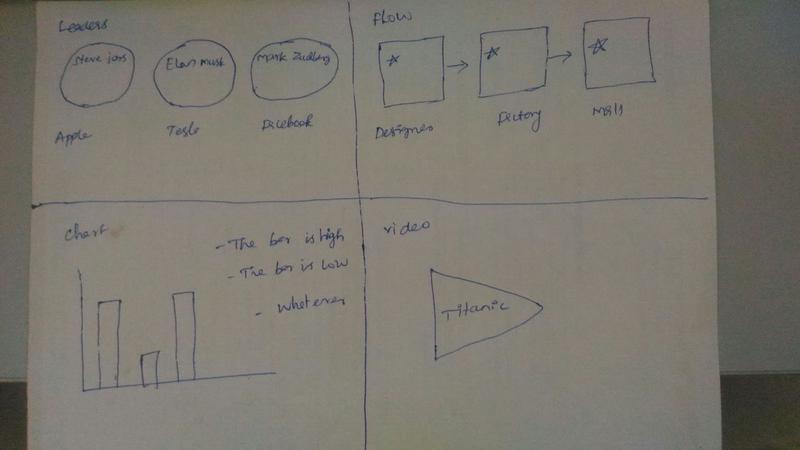 Leaders
Steve jobs
Elon musk
Mark Zuckberg
Apple
Tesla
Facebook
Flow
Designer
Factory
Mall
Chart
- The bar is high
- The bar is low
- Whatever
video
Titanic